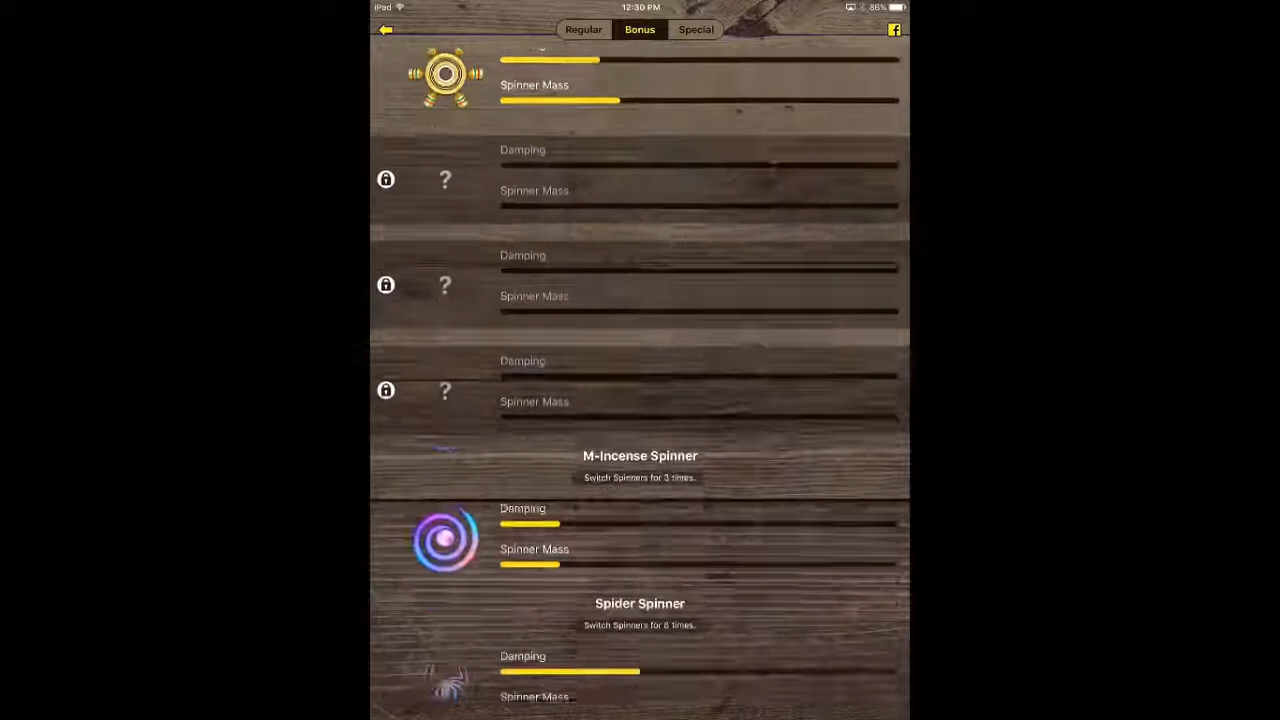 iPad 12:30 PM 86%
Regular Bonus Special
Spinner Mass
Damping
?
Spinner Mass
Damping
?
Spinner Mass
Damping
?
Spinner Mass
M-Incense Spinner
Switch Spinners for 3 times.
Damping
Spinner Mass
Spider Spinner
Switch Spinners for 6 times.
Damping
Spinner Mass